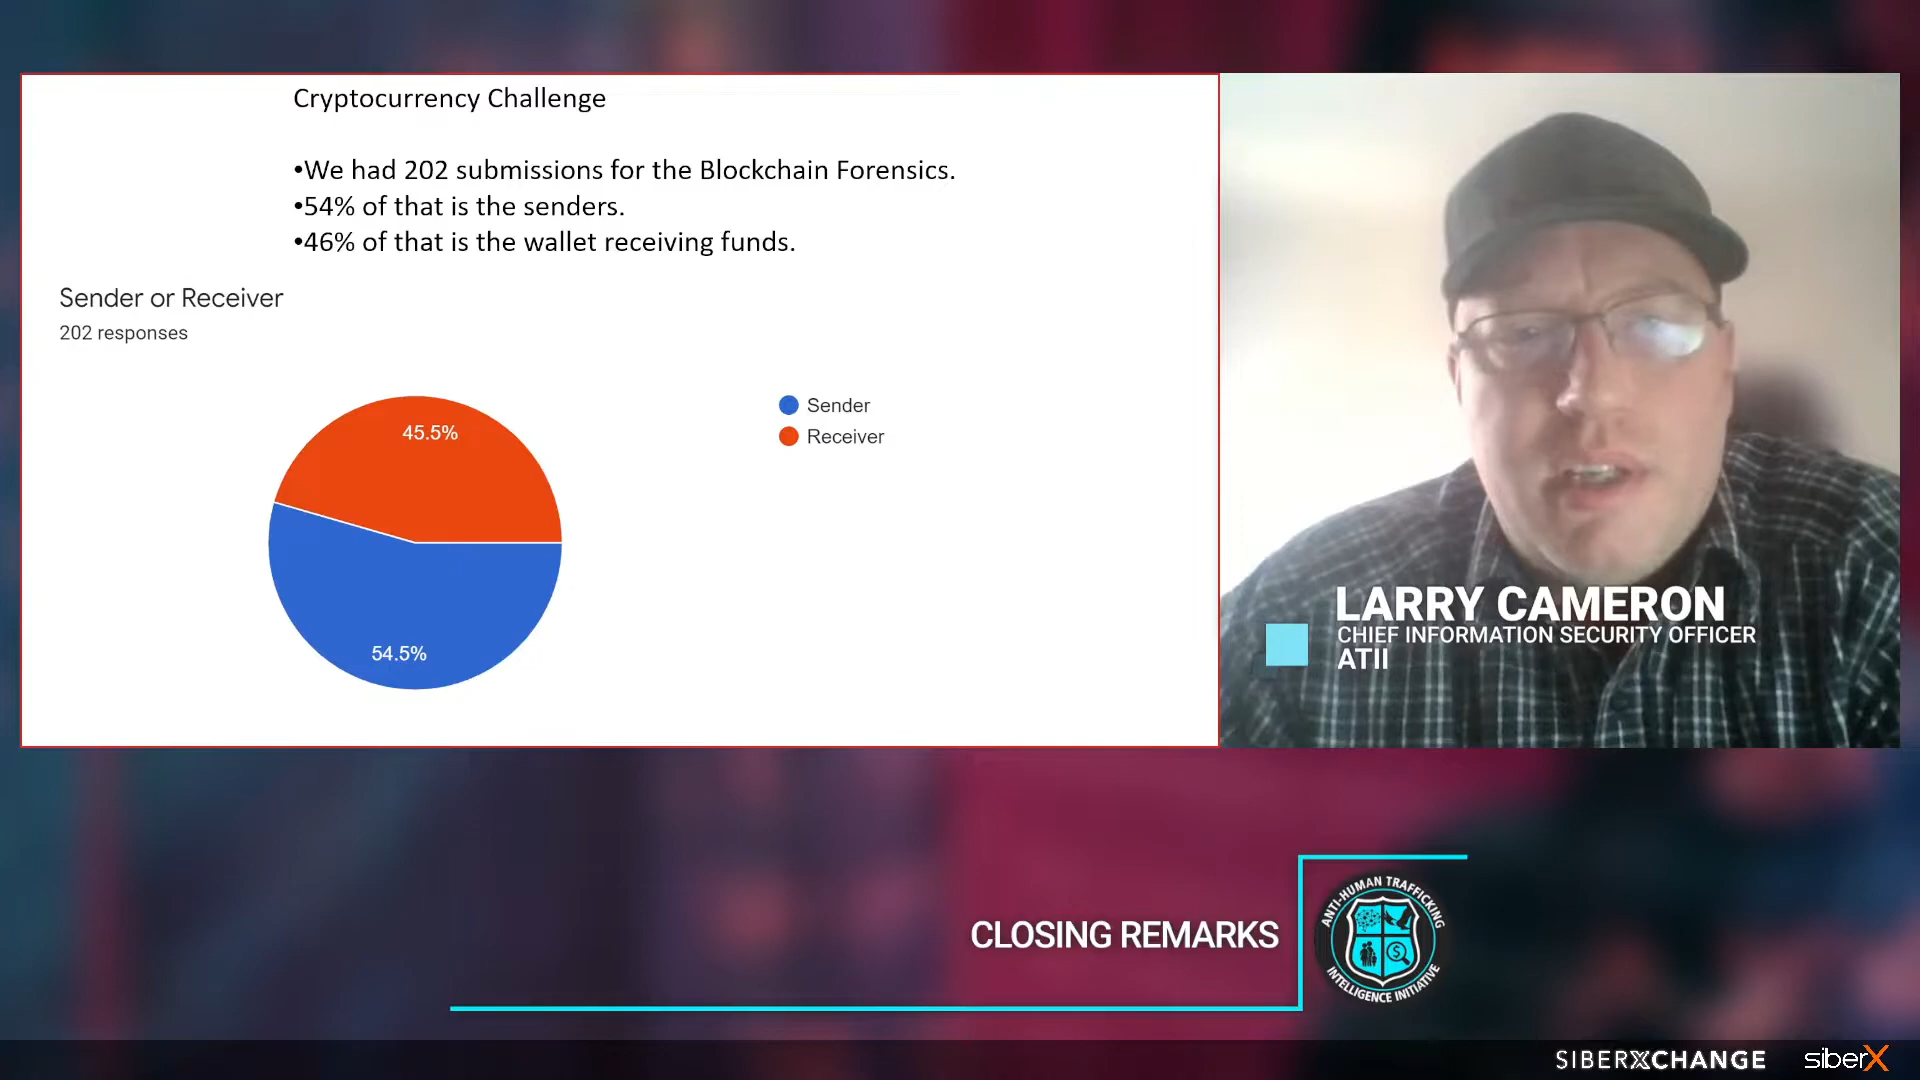 Cryptocurrency Challenge
•We had 202 submissions for the Blockchain Forensics.
•54% of that is the senders.
•46% of that is the wallet receiving funds.
Sender or Receiver
202 responses
45.5%
54.5%
Sender
Receiver
LARRY CAMERON
CHIEF INFORMATION SECURITY OFFICER
ATII
CLOSING REMARKS
ANTI-HUMAN TRAFFICKING
INTELLIGENCE INITIATIVE
SIBERXCHANGE
siberX